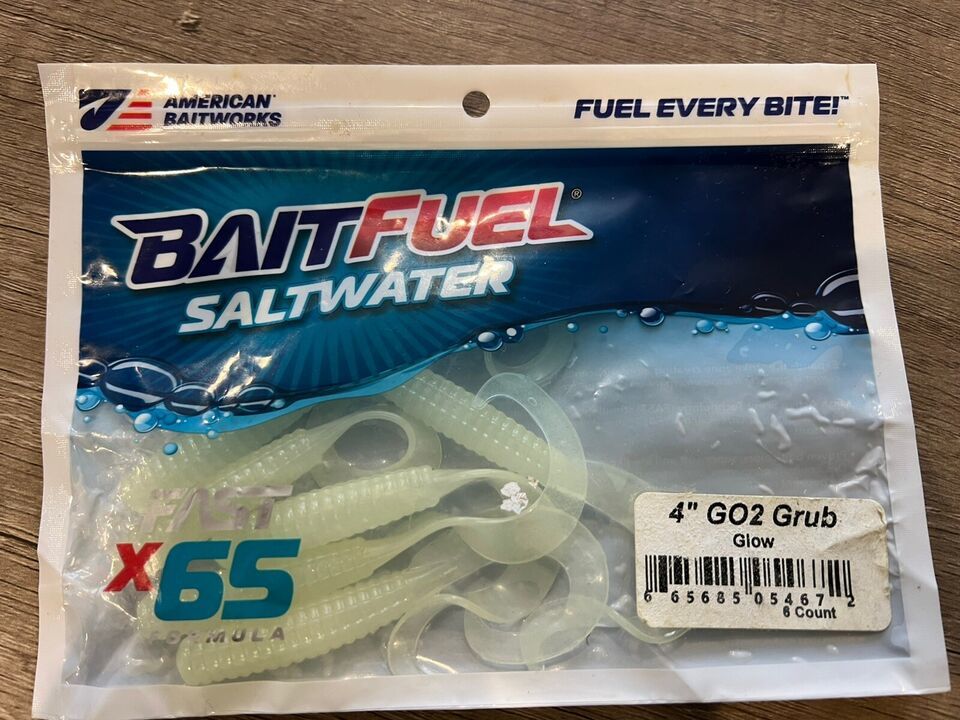 AMERICAN
BAITWORKS
FUEL EVERY BITE!™
BAITFUEL®
SALTWATER
FAST
X65
FORMULA
4" GO2 Grub
Glow
6 65685 05467 2
6 Count